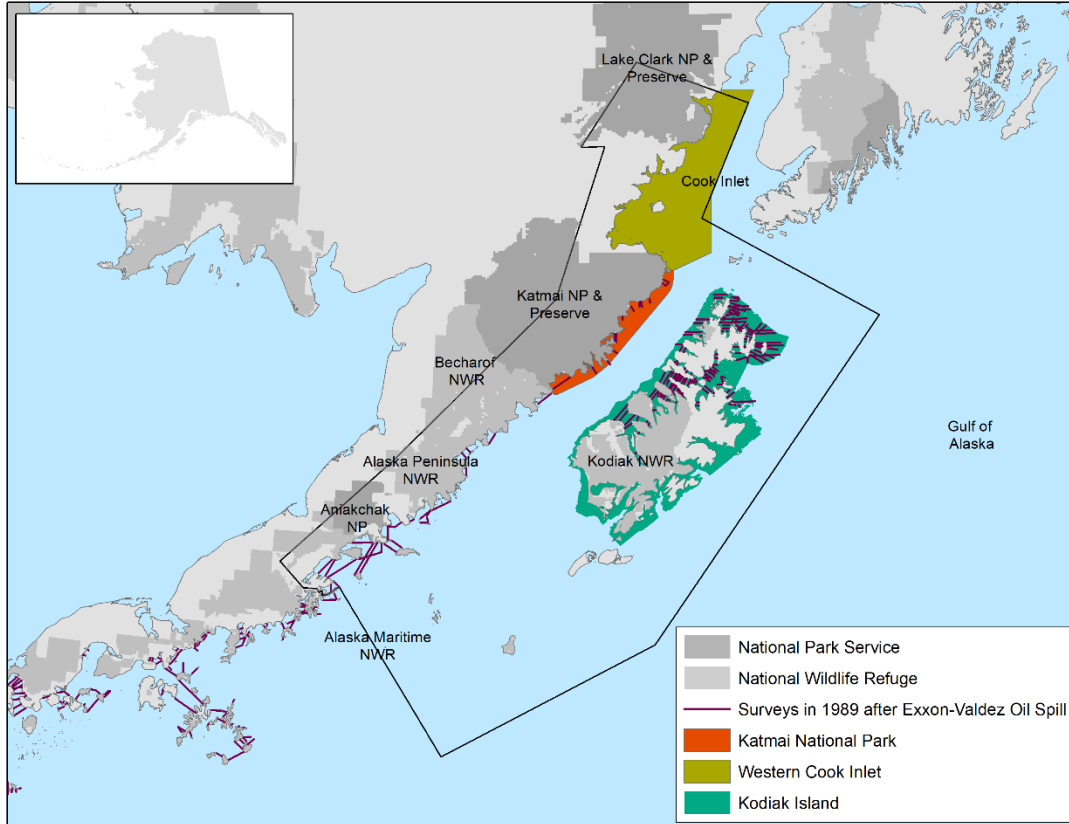 Lake Clark NP &
Preserve
Cook Inlet
Katmai NP &
Preserve
Becharof
NWR
Gulf of
Alaska
Alaska Peninsula
NWR
Kodiak NWR
Aniakchak
NP
Alaska Maritime
NWR
National Park Service
National Wildlife Refuge
Surveys in 1989 after Exxon-Valdez Oil Spill
Katmai National Park
Western Cook Inlet
Kodiak Island